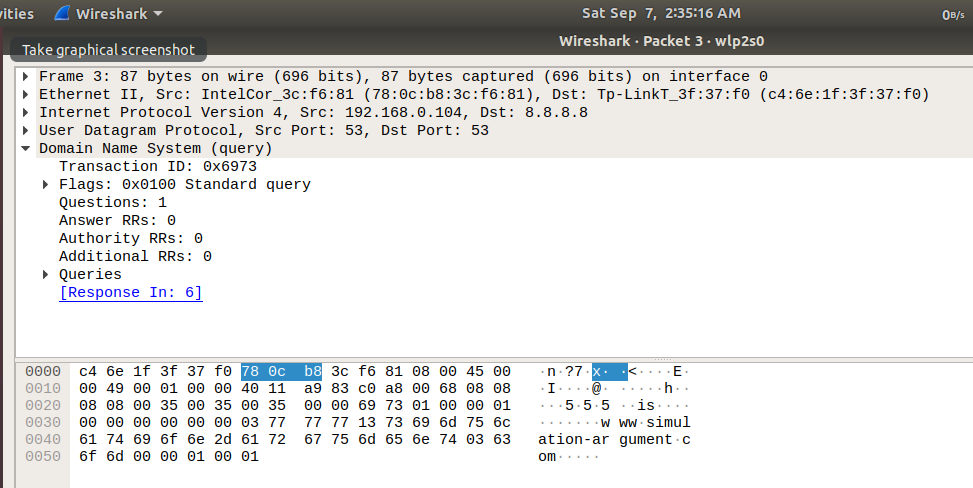 vities Wireshark Sat Sep 7, 2:35:16 AM 0B/s
Take graphical screenshot
Wireshark · Packet 3 · wlp2s0
Frame 3: 87 bytes on wire (696 bits), 87 bytes captured (696 bits) on interface 0
Ethernet II, Src: IntelCor_3c:f6:81 (78:0c:b8:3c:f6:81), Dst: Tp-LinkT_3f:37:f0 (c4:6e:1f:3f:37:f0)
Internet Protocol Version 4, Src: 192.168.0.104, Dst: 8.8.8.8
User Datagram Protocol, Src Port: 53, Dst Port: 53
Domain Name System (query)
Transaction ID: 0x6973
Flags: 0x0100 Standard query
Questions: 1
Answer RRs: 0
Authority RRs: 0
Additional RRs: 0
Queries
[Response In: 6]
0000 c4 6e 1f 3f 37 f0 78 0c b8 3c f6 81 08 00 45 00 ·n·?7·x· ·<····E·
0010 00 49 00 01 00 00 40 11 a9 83 c0 a8 00 68 08 08 ·I····@· ·····h··
0020 08 08 00 35 00 35 00 35 00 00 69 73 01 00 00 01 ···5·5·5 ··is····
0030 00 00 00 00 00 00 03 77 77 77 13 73 69 6d 75 6c ·······w ww·simul
0040 61 74 69 6f 6e 2d 61 72 67 75 6d 65 6e 74 03 63 ation-ar gument·c
0050 6f 6d 00 00 01 00 01 om·····